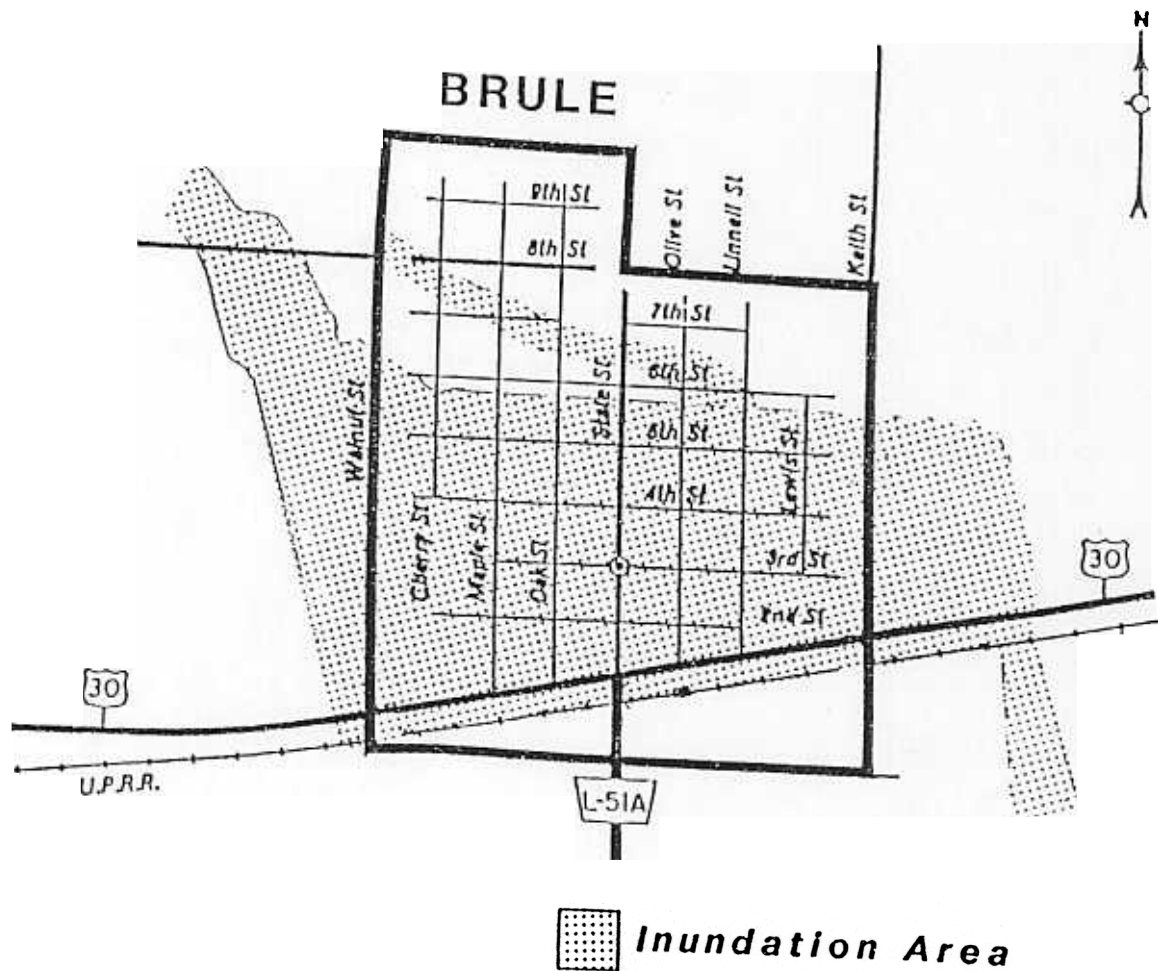 N
BRULE
9th St
8th St
Olive St
Linnell St
Keith St
7th St
6th St
State St
5th St
Walnut St
Lewis St
4th St
Cherry St
Maple St
Oak St
3rd St
2nd St
30
30
U.P.R.R.
L-51A
Inundation Area